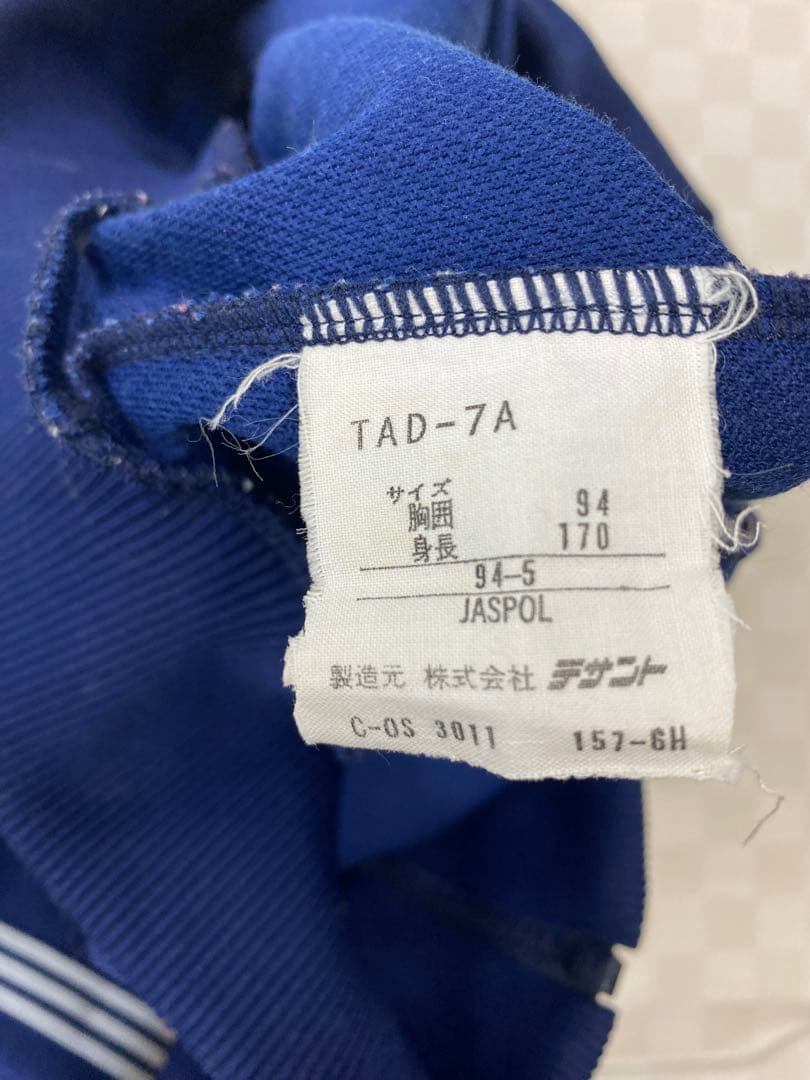 TAD-7A
サイズ
胸囲 94
身長 170
94-5
JASPOL
製造元 株式会社 デサント
C-OS 3011 157-6H